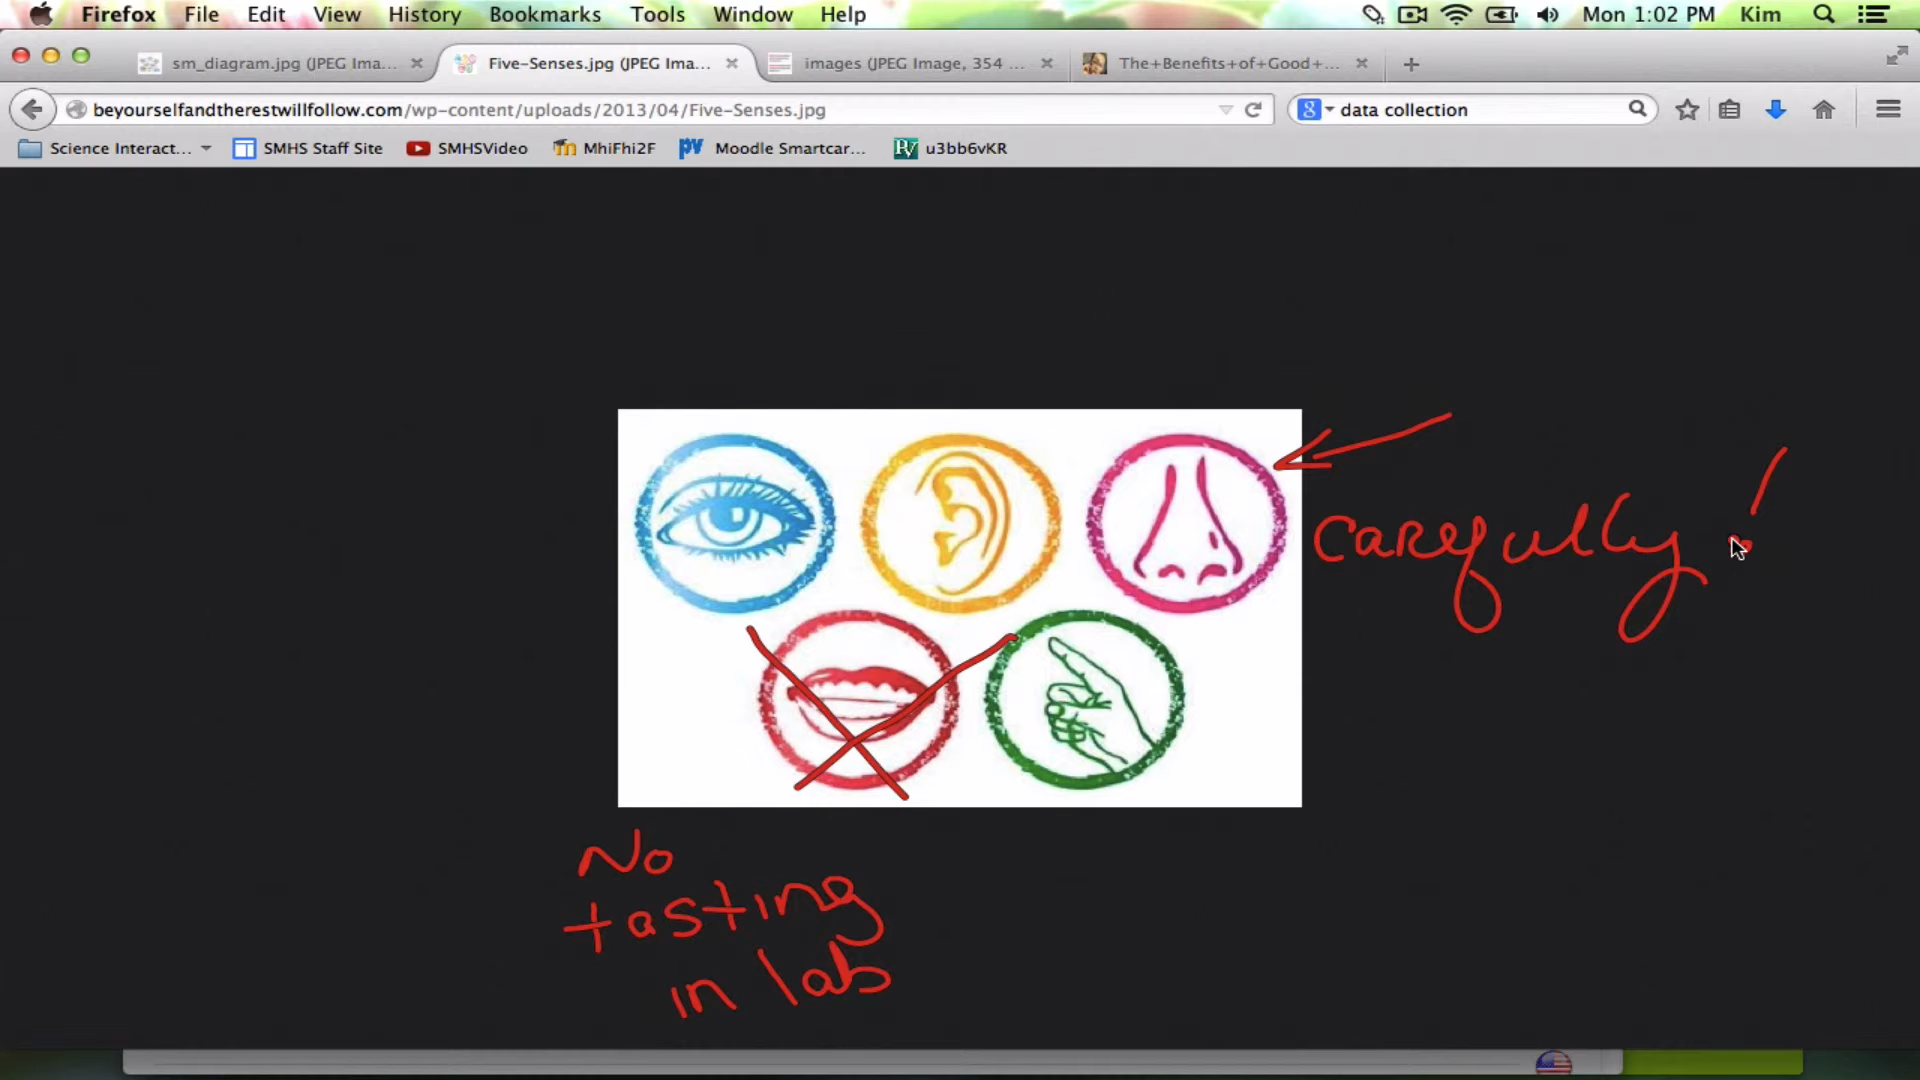 Firefox File Edit View History Bookmarks Tools Window Help Mon 1:02 PM Kim
sm_diagram.jpg (JPEG Ima... Five-Senses.jpg (JPEG Ima... images (JPEG Image, 354 ... The+Benefits+of+Good+...
beyourselfandtherestwillfollow.com/wp-content/uploads/2013/04/Five-Senses.jpg data collection
Science Interact... SMHS Staff Site SMHSVideo MhiFhi2F Moodle Smartcar... u3bb6vKR
carefully!
No
tasting
in lab